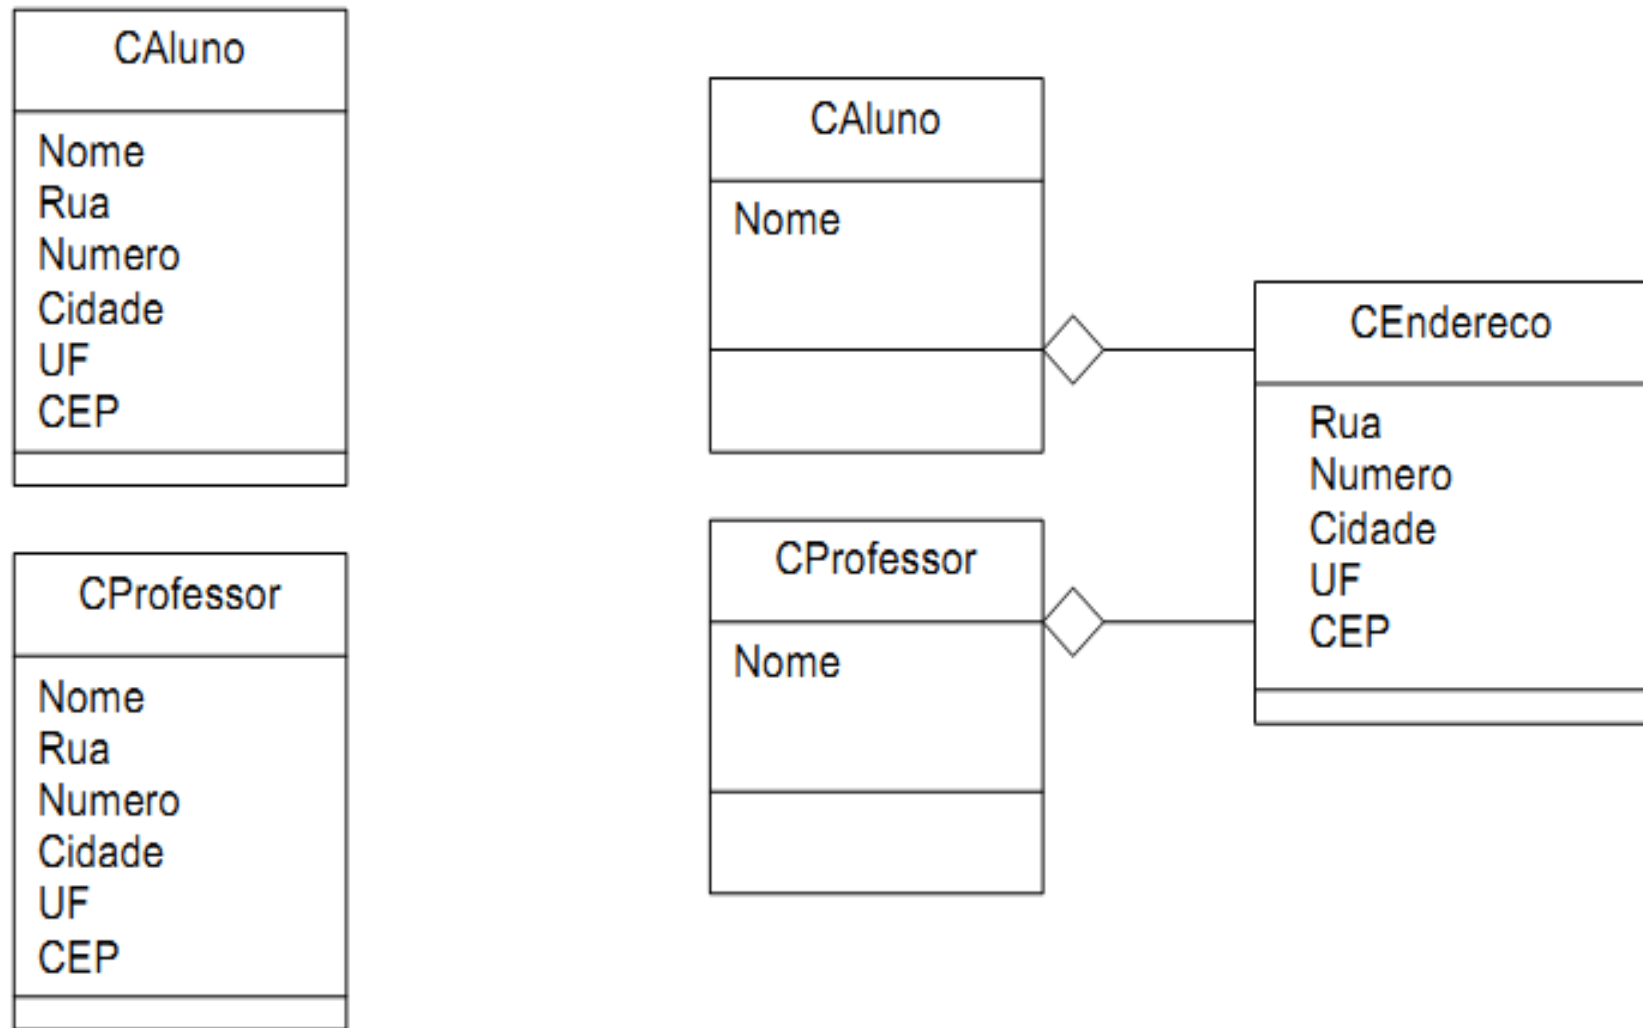 CAluno
Nome
Rua
Numero
Cidade
UF
CEP
CProfessor
Nome
Rua
Numero
Cidade
UF
CEP
CAluno
Nome
CProfessor
Nome
CEndereco
Rua
Numero
Cidade
UF
CEP